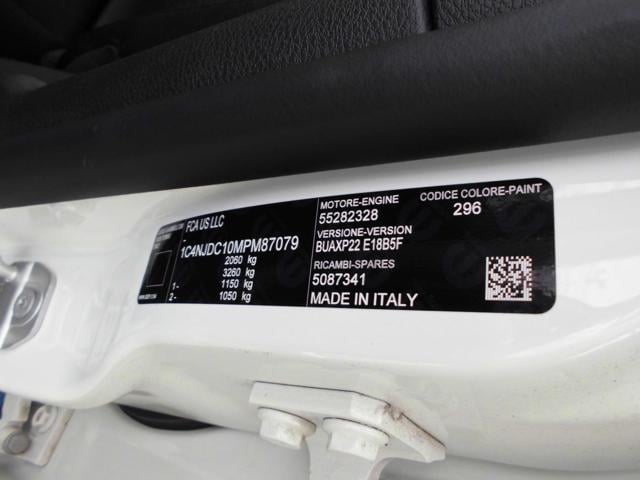 FCA US LLC
1C4NJDC10MPM87079
2060 kg
3260 kg
1 - 1150 kg
2 - 1050 kg
MOTORE-ENGINE
55282328
VERSIONE-VERSION
BUAXP22 E18B5F
RICAMBI-SPARES
5087341
MADE IN ITALY
CODICE COLORE-PAINT
296